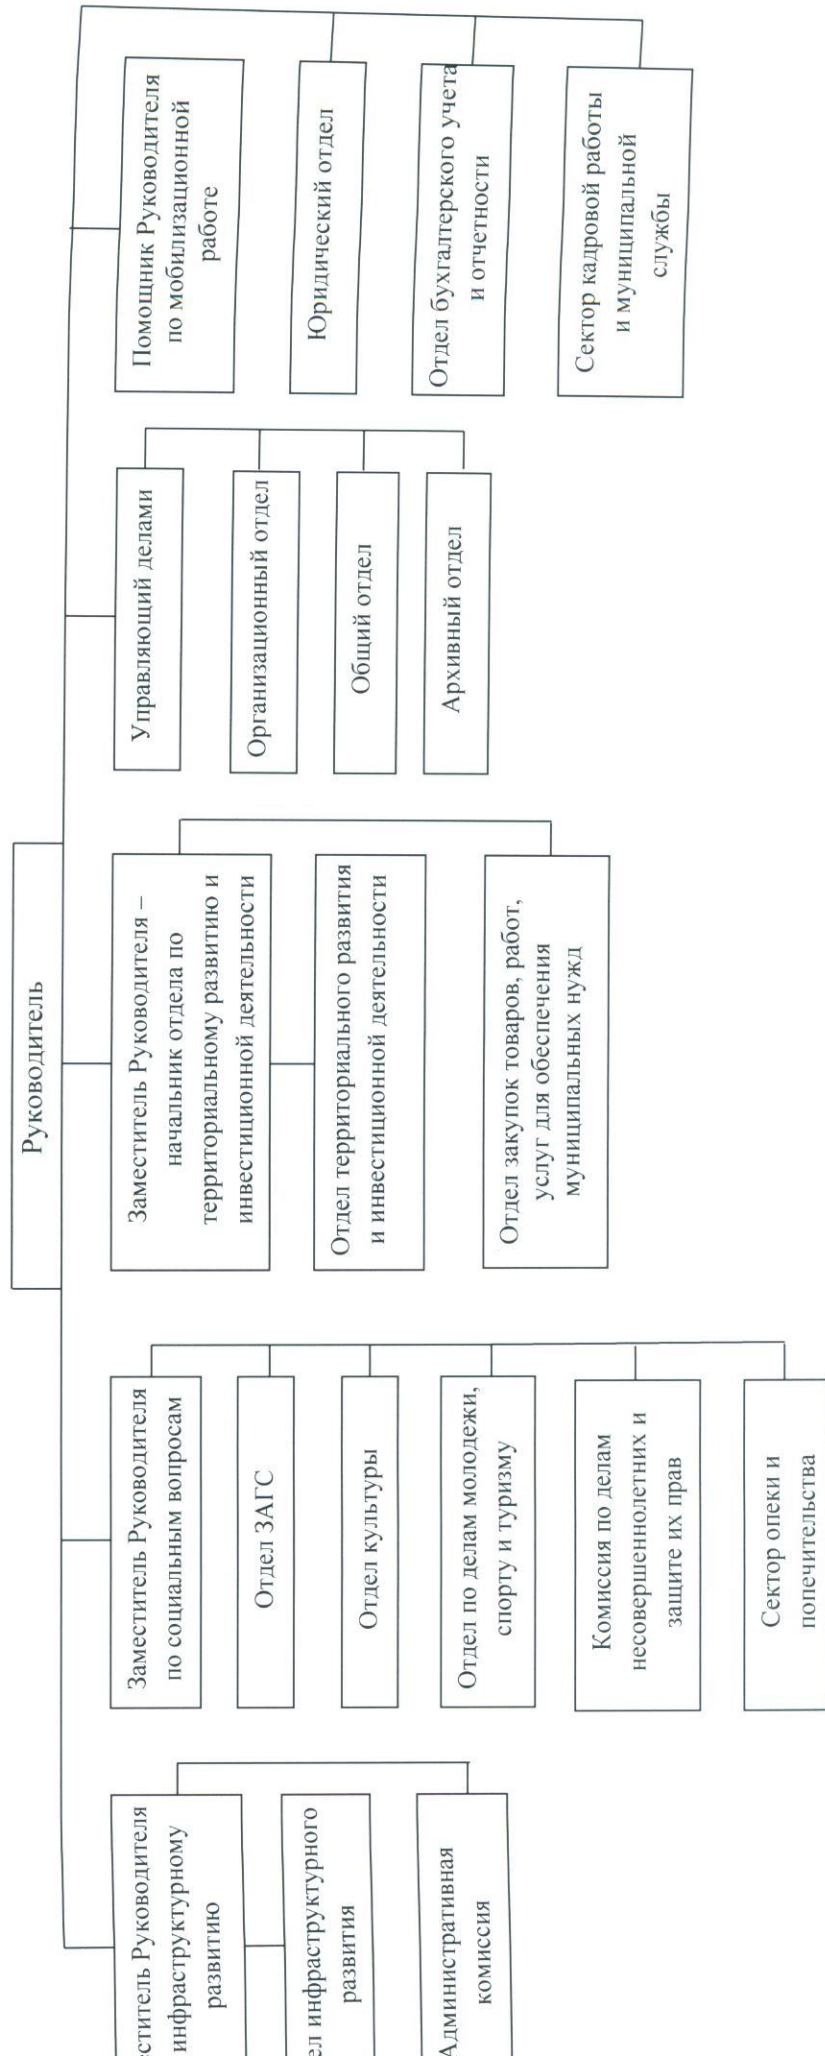 Руководитель
Руководителя
инфраструктурному
развитию
инфраструктурного
развития
Административная
комиссия
Заместитель Руководителя
по социальным вопросам
Отдел ЗАГС
Отдел культуры
Отдел по делам молодежи,
спорту и туризму
Комиссия по делам
несовершеннолетних и
защите их прав
Сектор опеки и
попечительства
Заместитель Руководителя –
начальник отдела по
территориальному развитию и
инвестиционной деятельности
Отдел территориального развития
и инвестиционной деятельности
Отдел закупок товаров, работ,
услуг для обеспечения
муниципальных нужд
Управляющий делами
Организационный отдел
Общий отдел
Архивный отдел
Помощник Руководителя
по мобилизационной
работе
Юридический отдел
Отдел бухгалтерского учета
и отчетности
Сектор кадровой работы
и муниципальной
службы